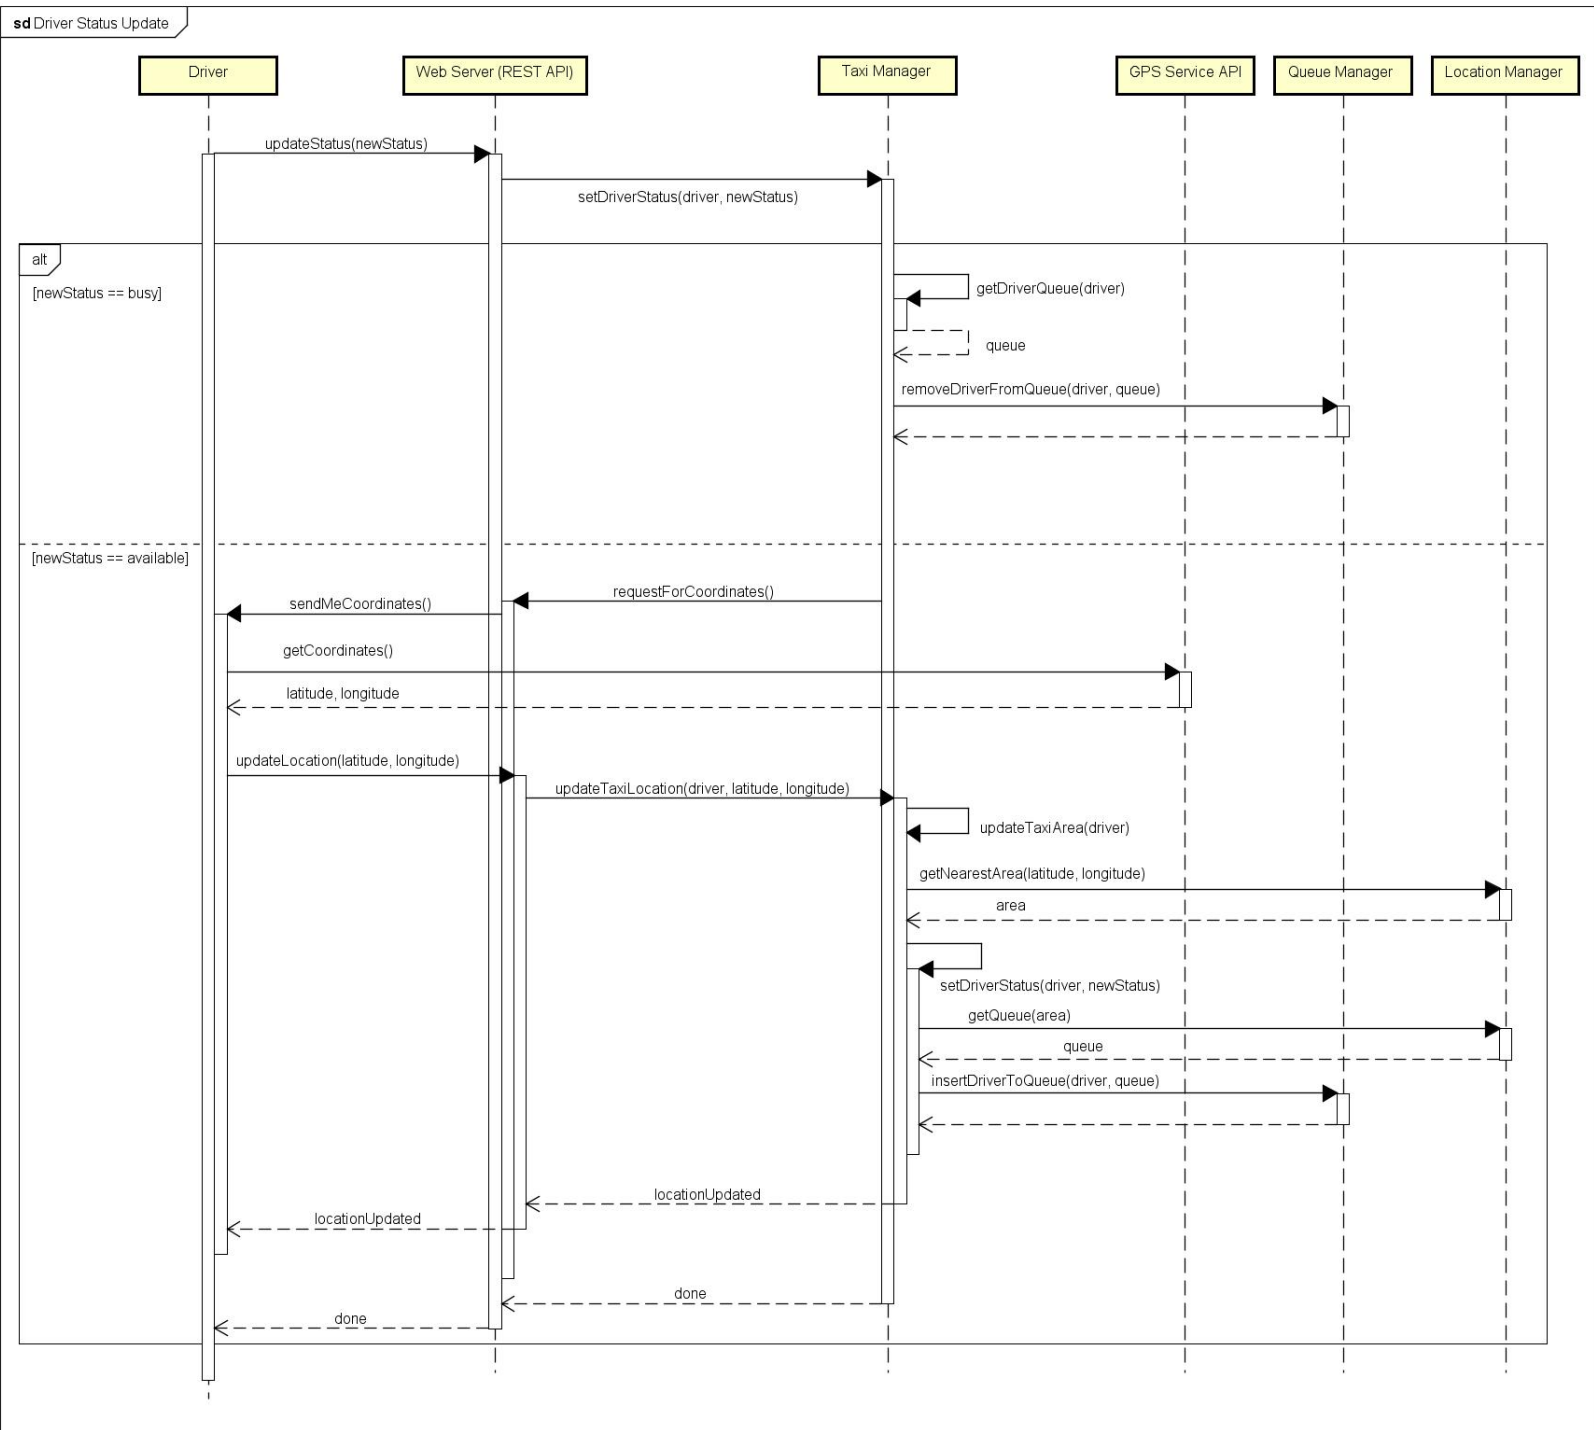 sd Driver Status Update
Driver
Web Server (REST API)
Taxi Manager
GPS Service API
Queue Manager
Location Manager
updateStatus(newStatus)
setDriverStatus(driver, newStatus)
alt
[newStatus == busy]
getDriverQueue(driver)
queue
removeDriverFromQueue(driver, queue)
[newStatus == available]
requestForCoordinates()
sendMeCoordinates()
getCoordinates()
latitude, longitude
updateLocation(latitude, longitude)
updateTaxiLocation(driver, latitude, longitude)
updateTaxiArea(driver)
getNearestArea(latitude, longitude)
area
setDriverStatus(driver, newStatus)
getQueue(area)
queue
insertDriverToQueue(driver, queue)
locationUpdated
locationUpdated
done
done